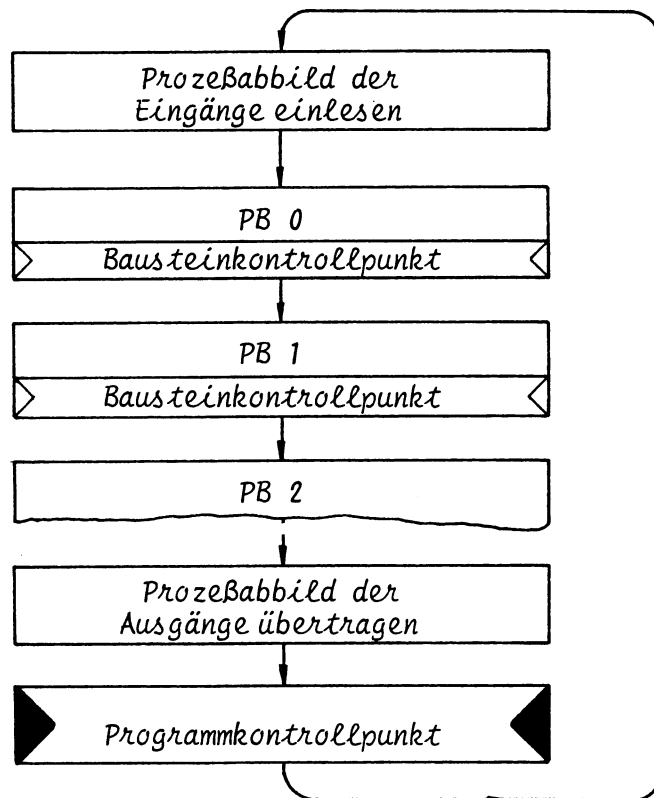 Prozeßabbild der
Eingänge einlesen
PB 0
Bausteinkontrollpunkt
PB 1
Bausteinkontrollpunkt
PB 2
Prozeßabbild der
Ausgänge übertragen
Programmkontrollpunkt